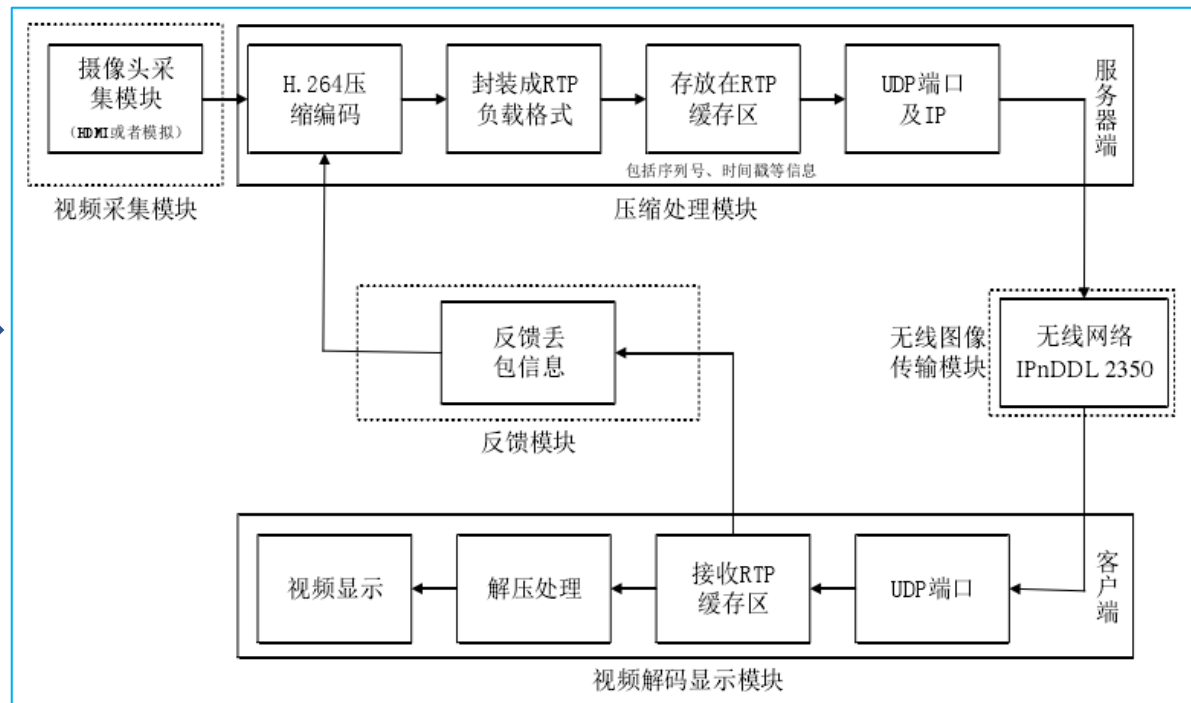 摄像头采
集模块
(HDMI或者模拟)
视频采集模块
H.264压
缩编码
封装成RTP
负载格式
存放在RTP
缓存区
包括序列号、时间戳等信息
UDP端口
及IP
服务器端
压缩处理模块
反馈丢
包信息
反馈模块
无线图像
传输模块
无线网络
IPnDDL 2350
视频显示
解压处理
接收RTP
缓存区
UDP端口
客户端
视频解码显示模块